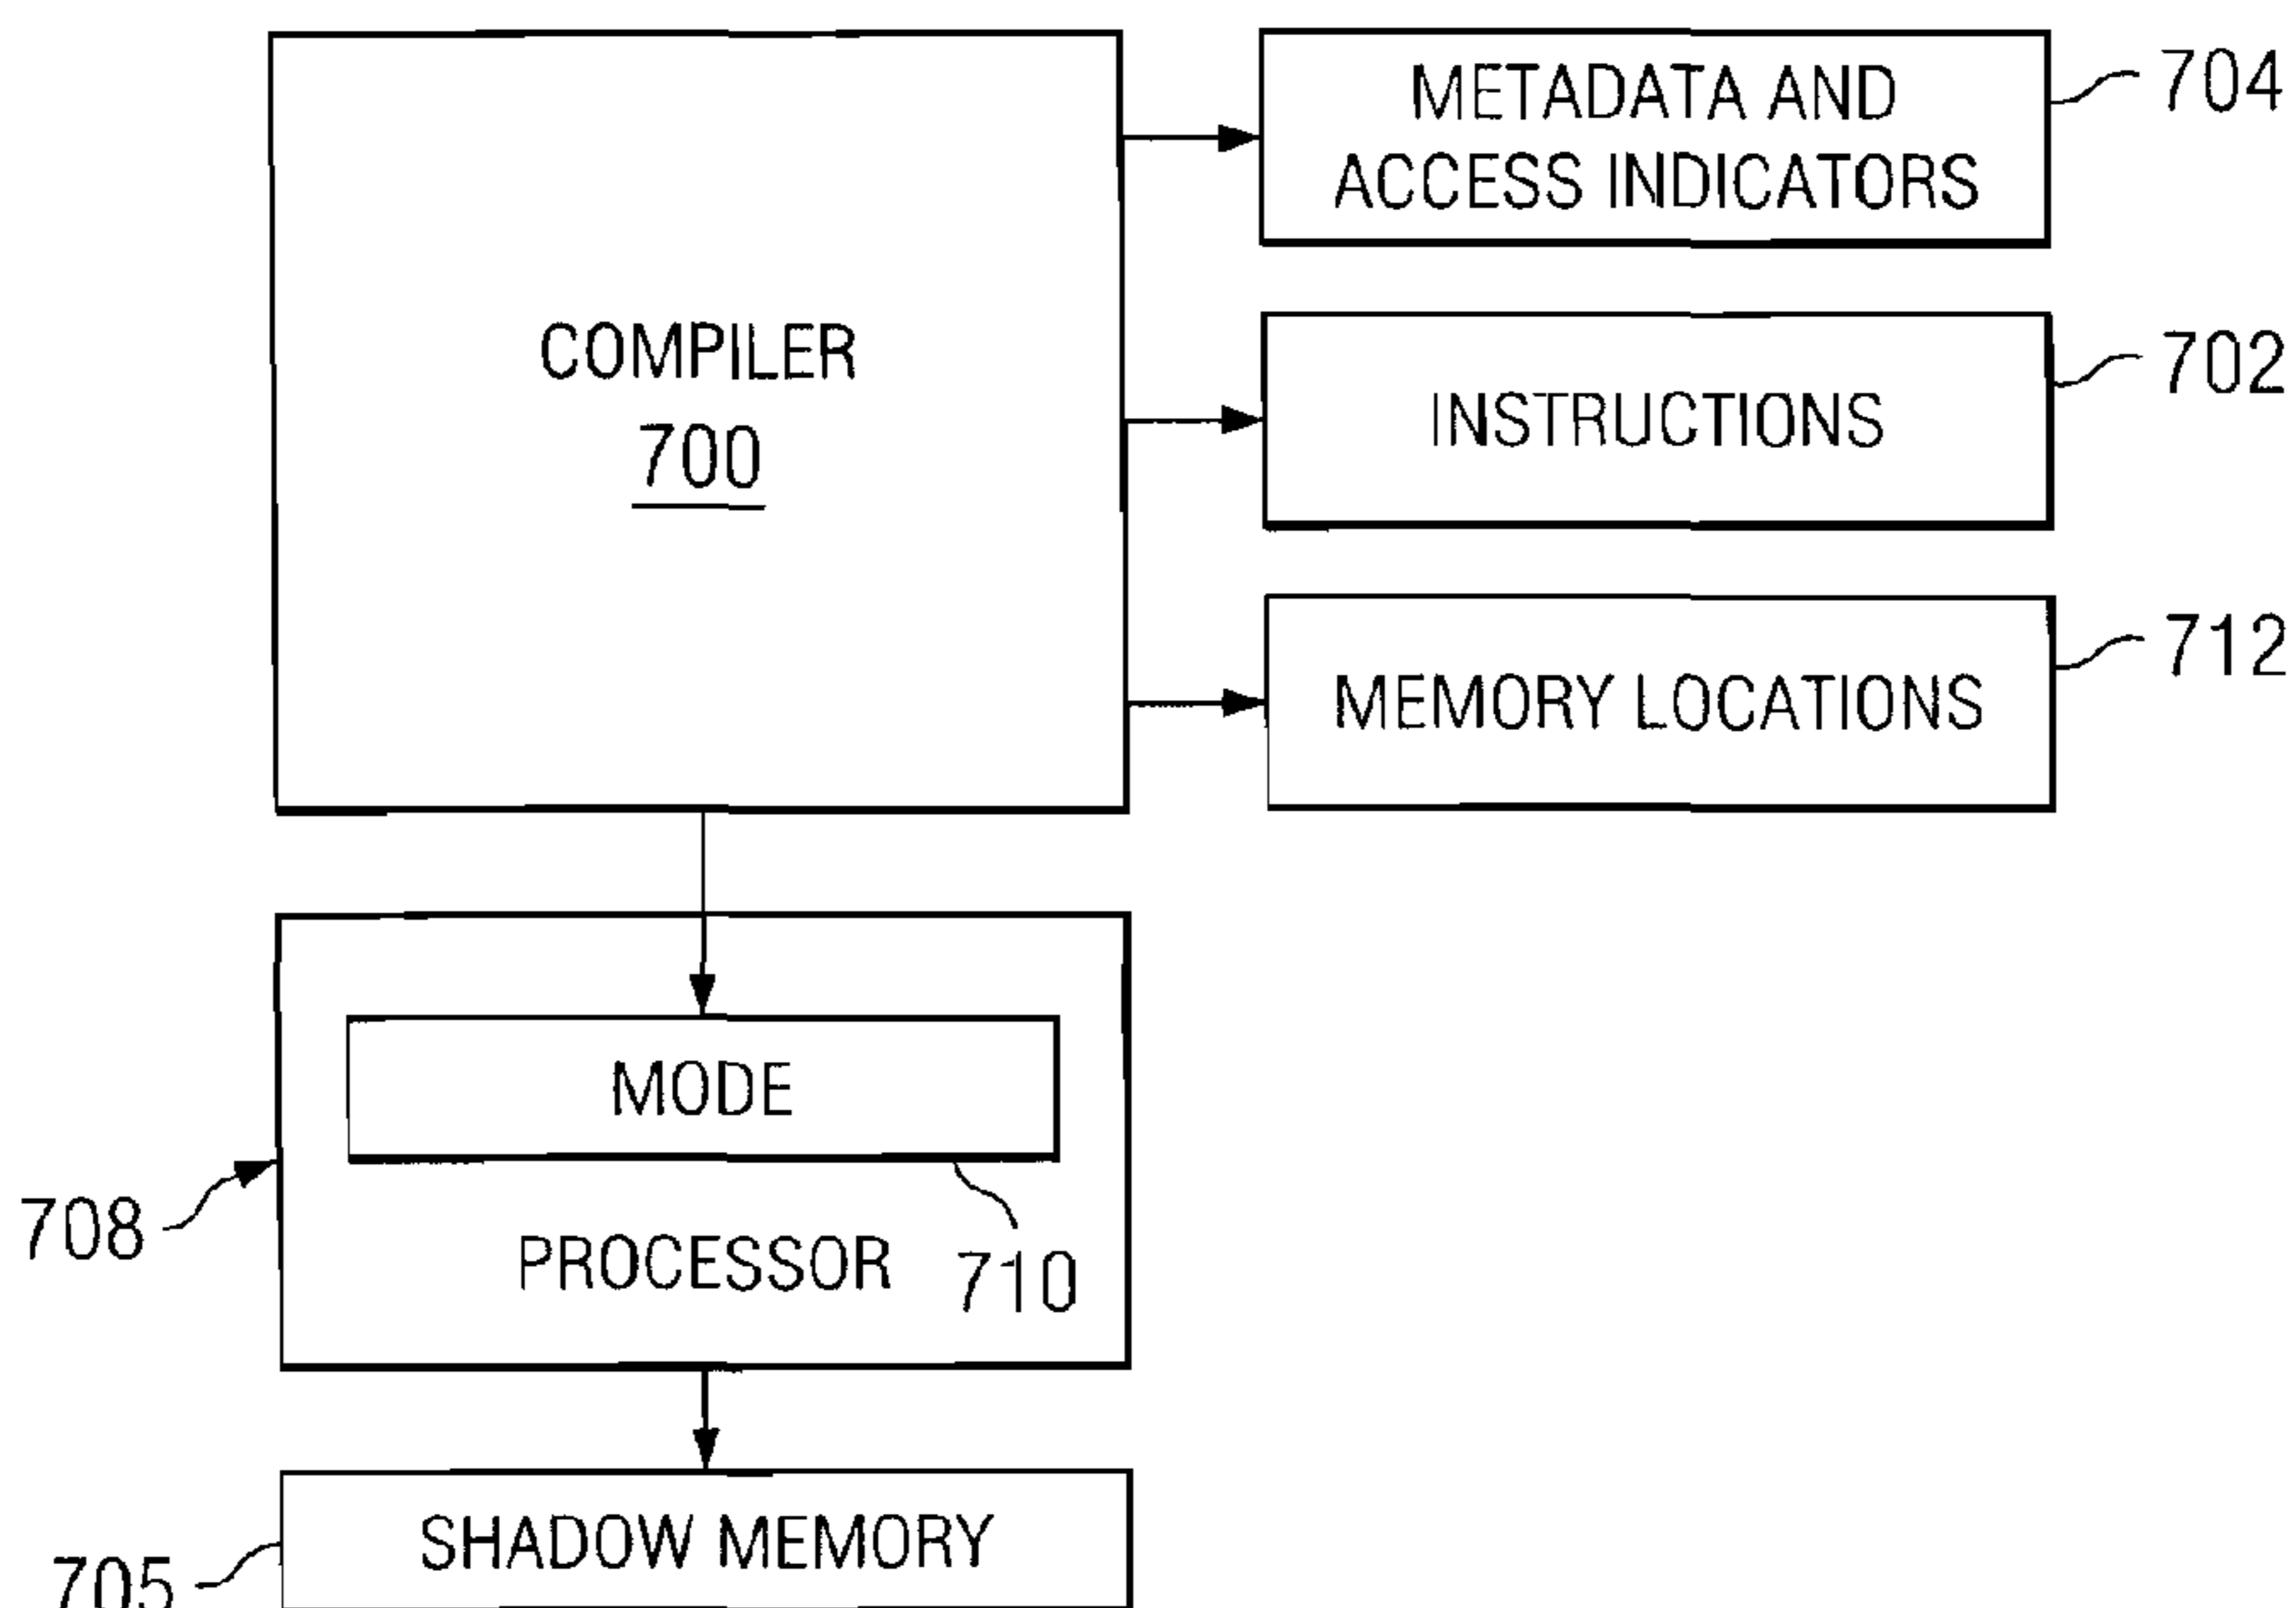 METADATA AND
ACCESS INDICATORS
704
COMPILER
700
INSTRUCTIONS
702
MEMORY LOCATIONS
712
MODE
708
PROCESSOR
710
SHADOW MEMORY
705